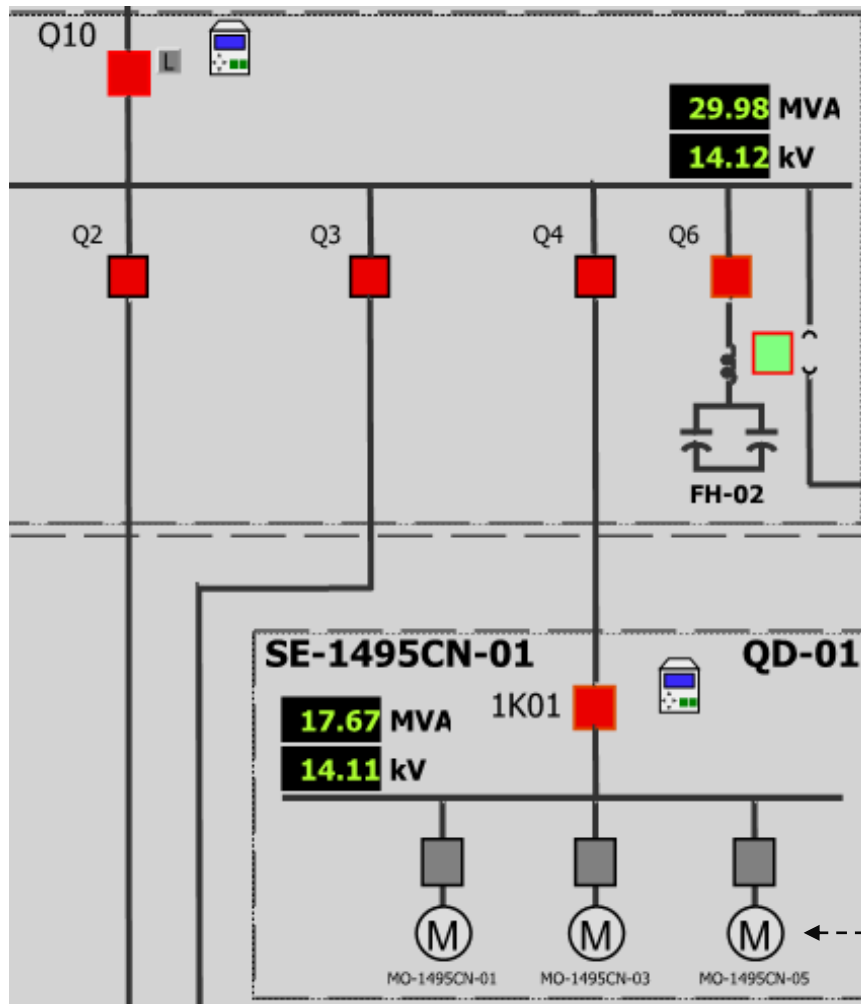 Q10
L
29.98 MVA
14.12 kV
Q2
Q3
Q4
Q6
FH-02
SE-1495CN-01
QD-01
1K01
17.67 MVA
14.11 kV
M
M
M
MO-1495CN-01
MO-1495CN-03
MO-1495CN-05